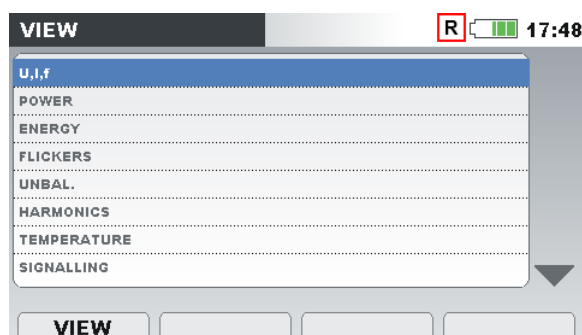 VIEW R 17:48
U,I,f
POWER
ENERGY
FLICKERS
UNBAL.
HARMONICS
TEMPERATURE
SIGNALLING
VIEW